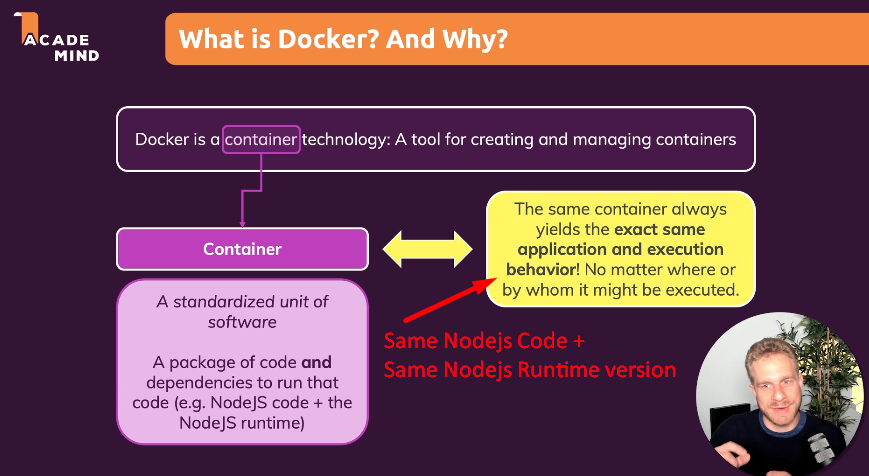 ACADE
MIND
What is Docker? And Why?
Docker is a container technology: A tool for creating and managing containers
Container
A standardized unit of
software
A package of code and
dependencies to run that
code (e.g. NodeJS code + the
NodeJS runtime)
The same container always
yields the exact same
application and execution
behavior! No matter where or
by whom it might be executed.
Same Nodejs Code +
Same Nodejs Runtime version